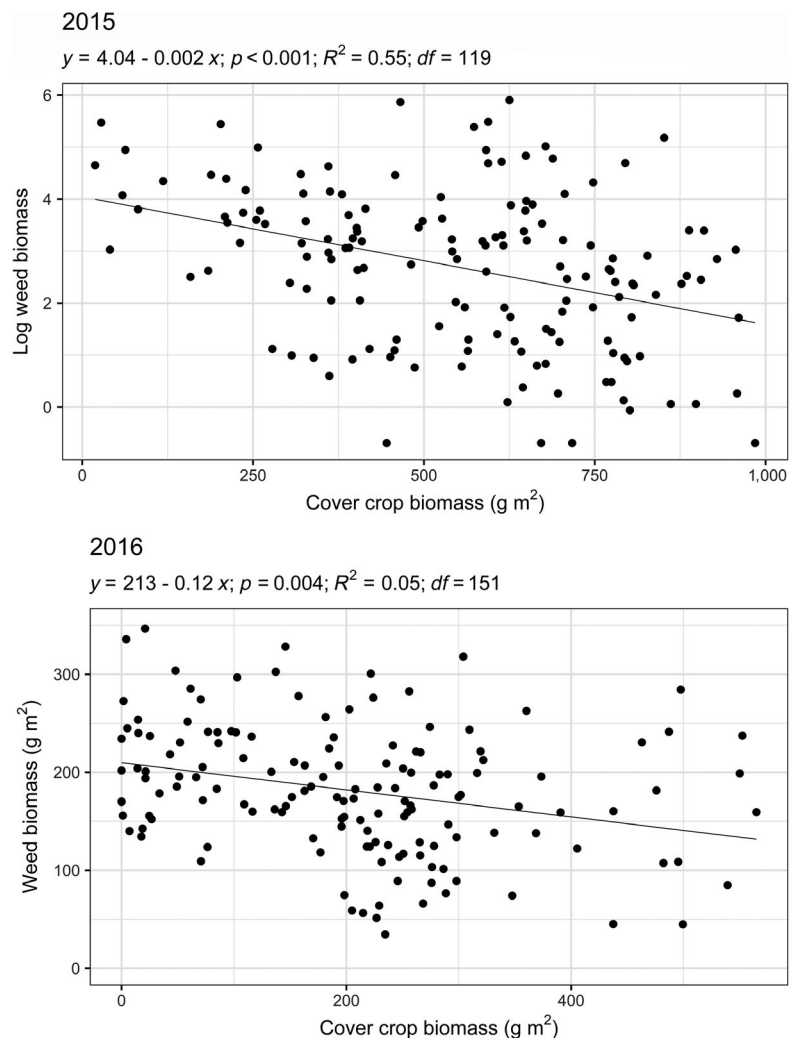 2015
y = 4.04 - 0.002 x; p < 0.001; R² = 0.55; df = 119
6
4
2
0
Log weed biomass
0 250 500 750 1,000
Cover crop biomass (g m²)
2016
y = 213 - 0.12 x; p = 0.004; R² = 0.05; df = 151
300
200
100
0
Weed biomass (g m²)
0 200 400
Cover crop biomass (g m²)